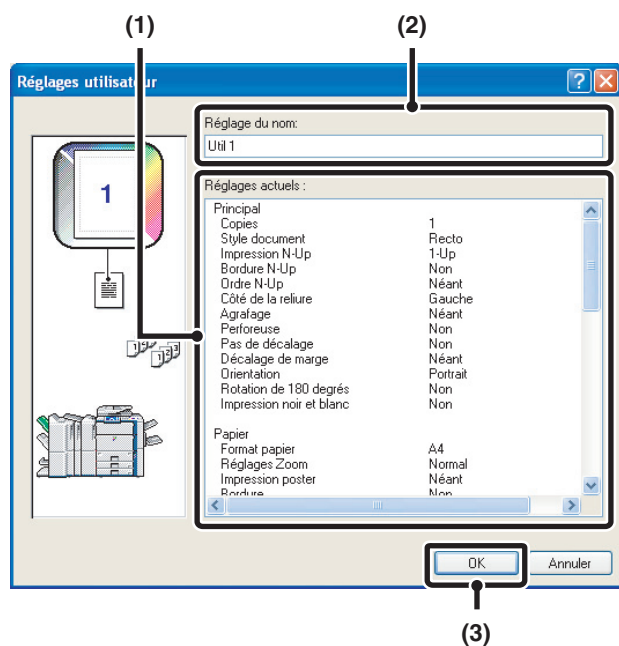 (1) (2)
Réglages utilisateur
Réglage du nom:
Util 1
1
Réglages actuels :
Principal
Copies 1
Style document Recto
Impression N-Up 1-Up
Bordure N-Up Non
Ordre N-Up Néant
Côté de la reliure Gauche
Agrafage Néant
Perforeuse Non
Pas de décalage Non
Décalage de marge Néant
Orientation Portrait
Rotation de 180 degrés Non
Impression noir et blanc Non
Papier
Format papier A4
Réglages Zoom Normal
Impression poster Néant
Bordure Non
OK Annuler
(3)